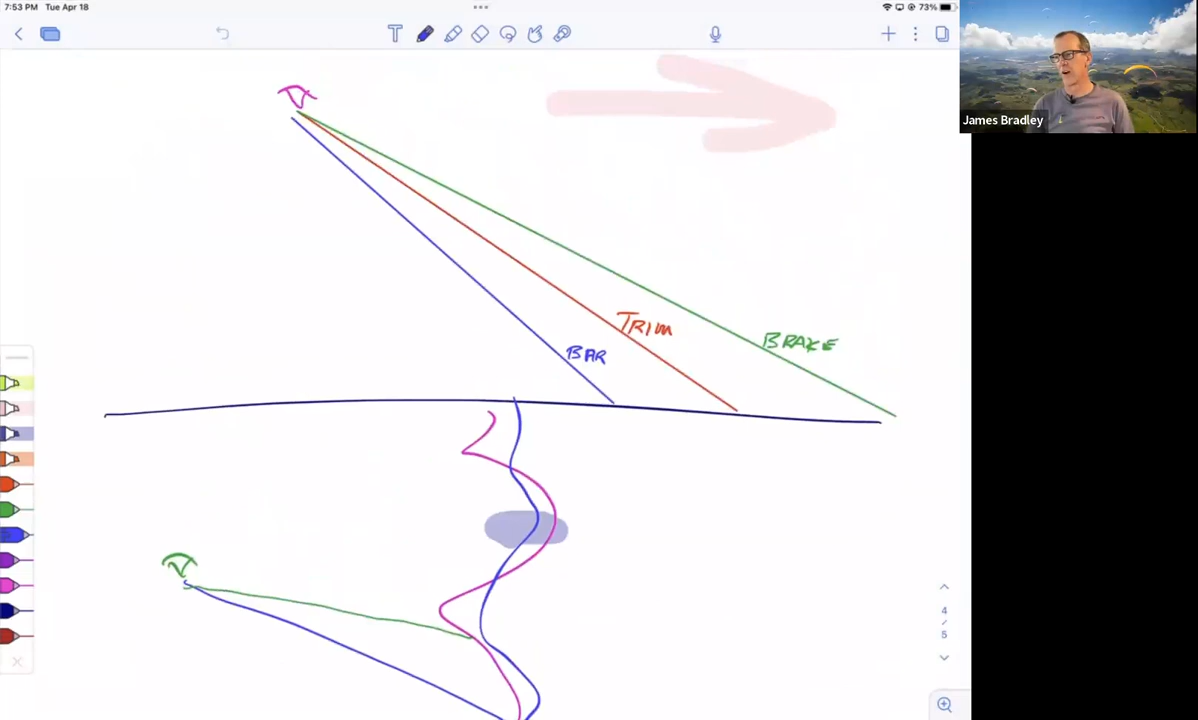 7:53 PM Tue Apr 18
73%
James Bradley
T
TRIM
BRAKE
BAR
4
/
5